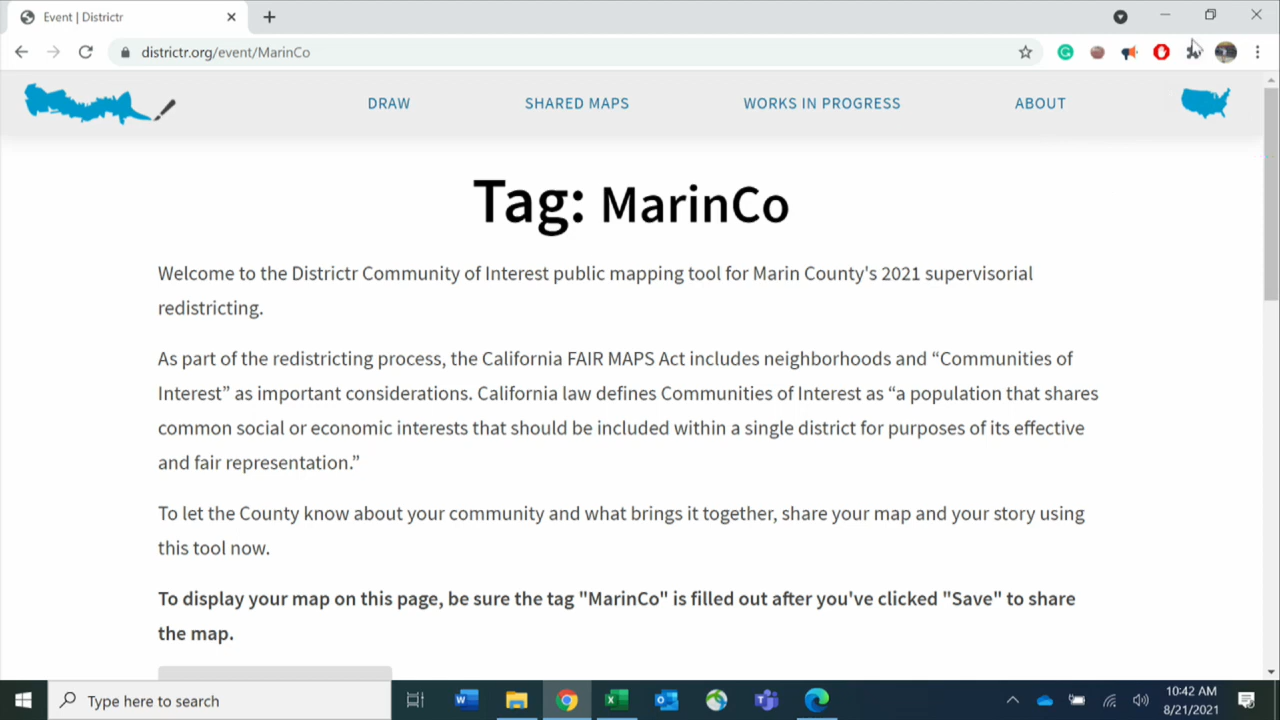 Event | Districtr
districtr.org/event/MarinCo
DRAW SHARED MAPS WORKS IN PROGRESS ABOUT
Tag: MarinCo
Welcome to the Districtr Community of Interest public mapping tool for Marin County's 2021 supervisorial
redistricting.
As part of the redistricting process, the California FAIR MAPS Act includes neighborhoods and “Communities of
Interest” as important considerations. California law defines Communities of Interest as “a population that shares
common social or economic interests that should be included within a single district for purposes of its effective
and fair representation.”
To let the County know about your community and what brings it together, share your map and your story using
this tool now.
To display your map on this page, be sure the tag "MarinCo" is filled out after you've clicked "Save" to share
the map.
Type here to search
10:42 AM
8/21/2021